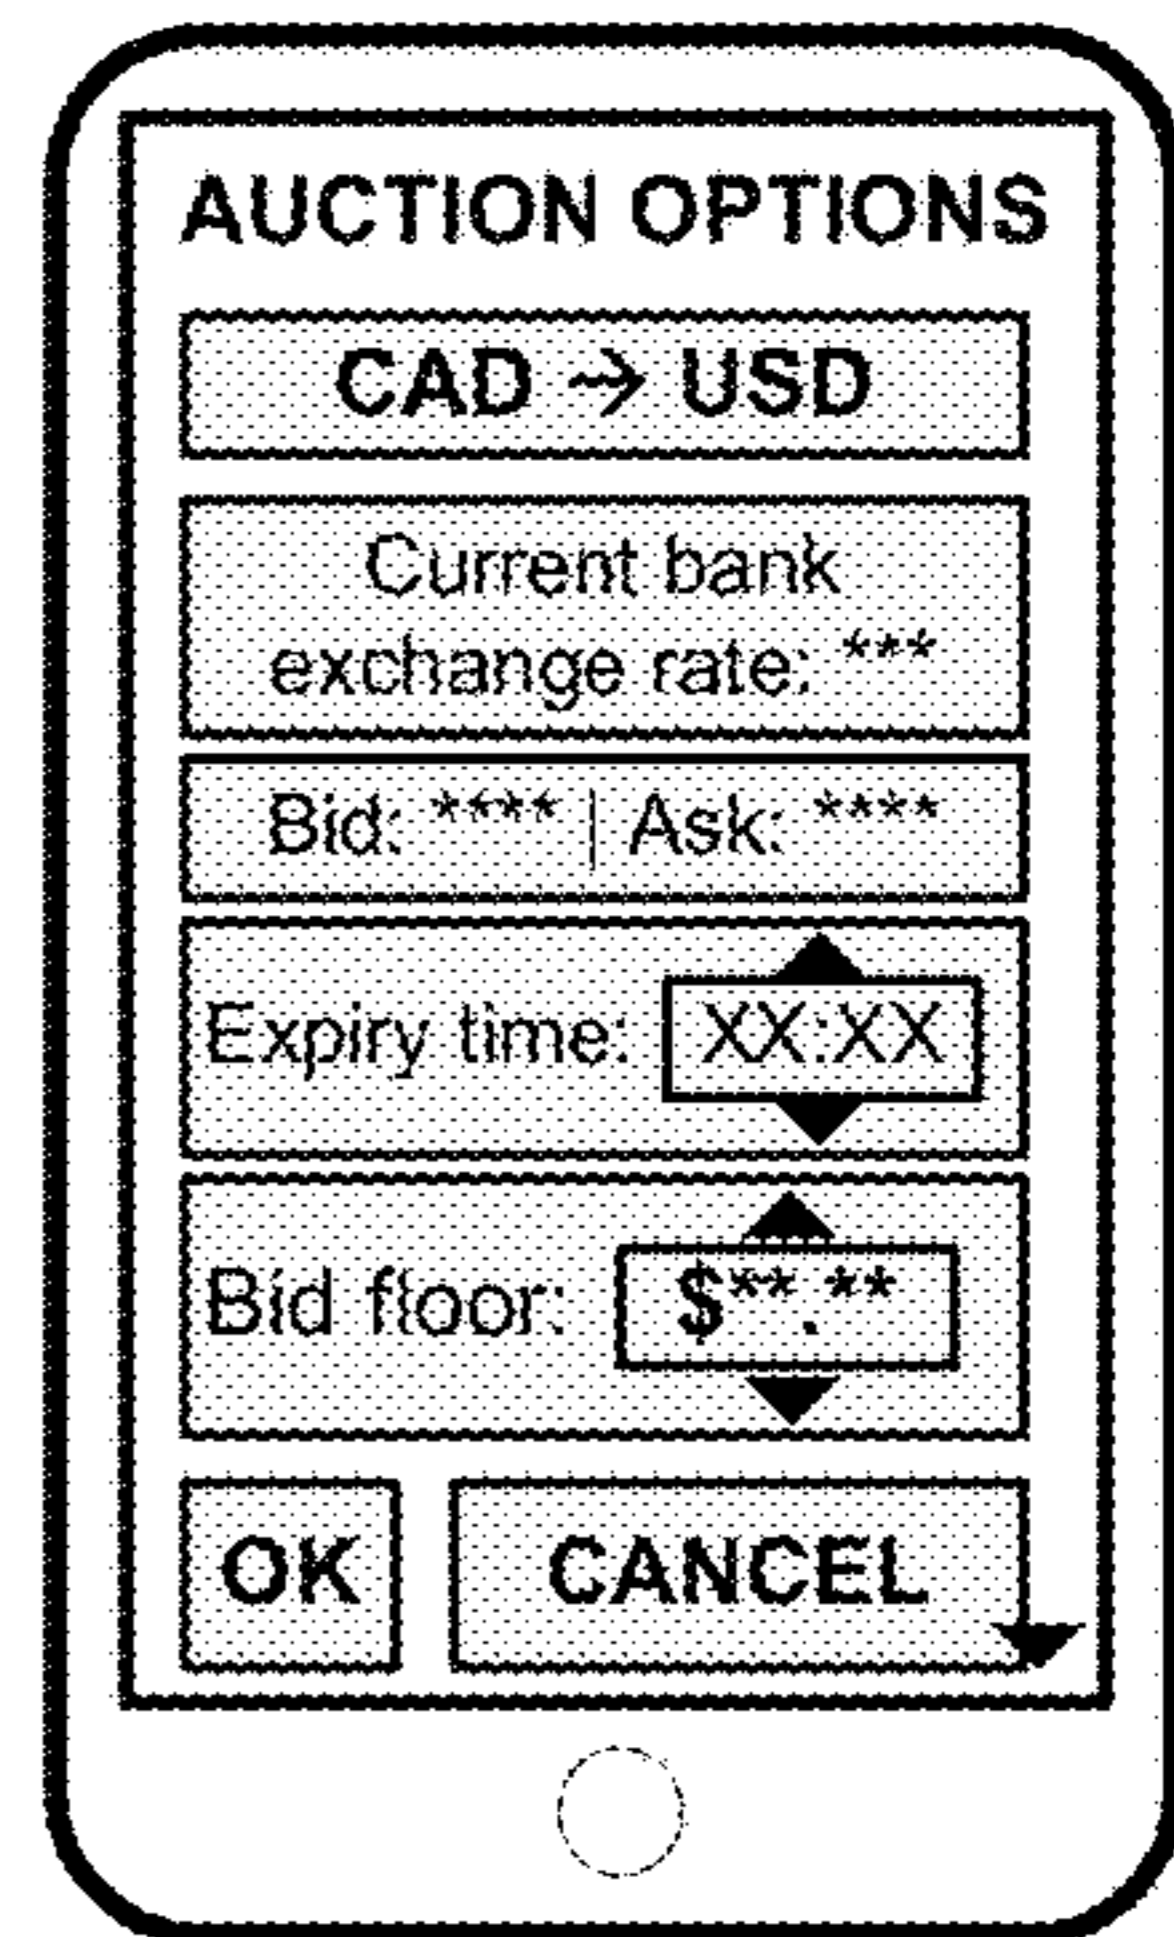 AUCTION OPTIONS
CAD → USD
Current bank
exchange rate: ***
Bid: **** | Ask: ****
Expiry time: XX:XX
Bid floor: $**.**
OK CANCEL